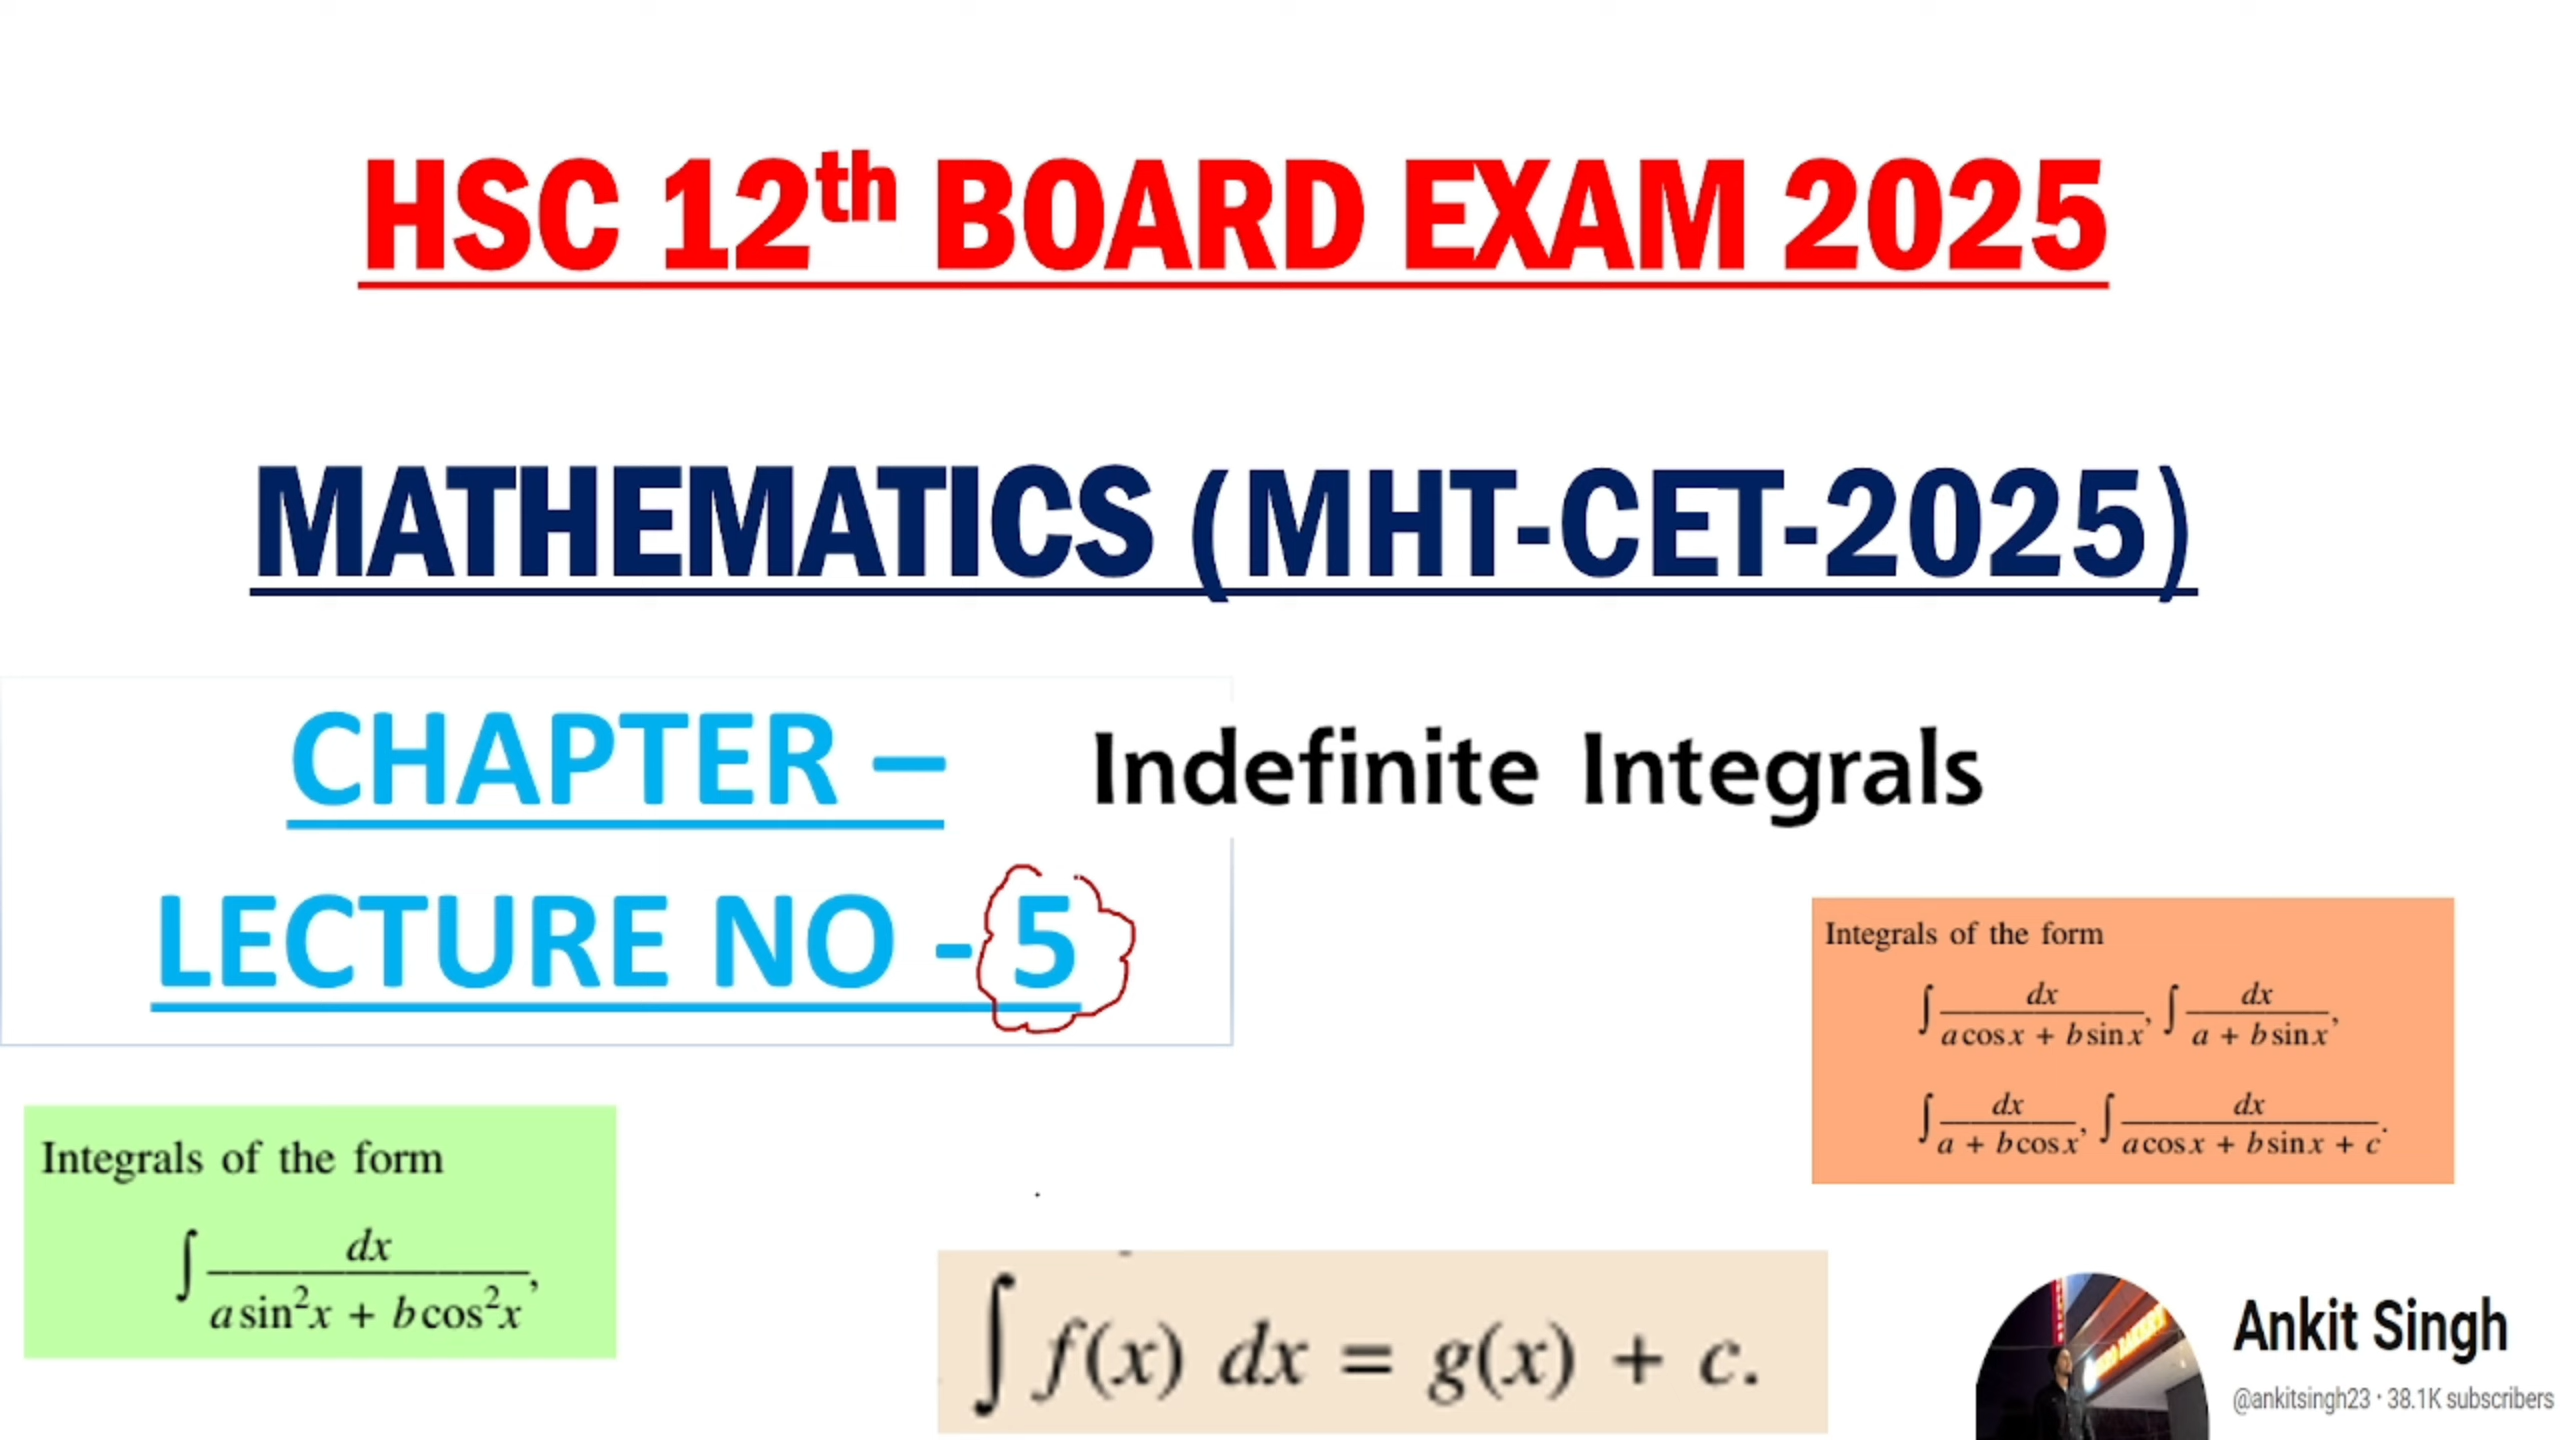 HSC 12th BOARD EXAM 2025
MATHEMATICS (MHT-CET-2025)
CHAPTER – Indefinite Integrals
LECTURE NO - 5
Integrals of the form
∫ dx / (a cos x + b sin x), ∫ dx / (a + b sin x),
∫ dx / (a + b cos x), ∫ dx / (a cos x + b sin x + c).
Integrals of the form
∫ dx / (a sin²x + b cos²x),
∫ f(x) dx = g(x) + c.
Ankit Singh
@ankitsingh23 · 38.1K subscribers